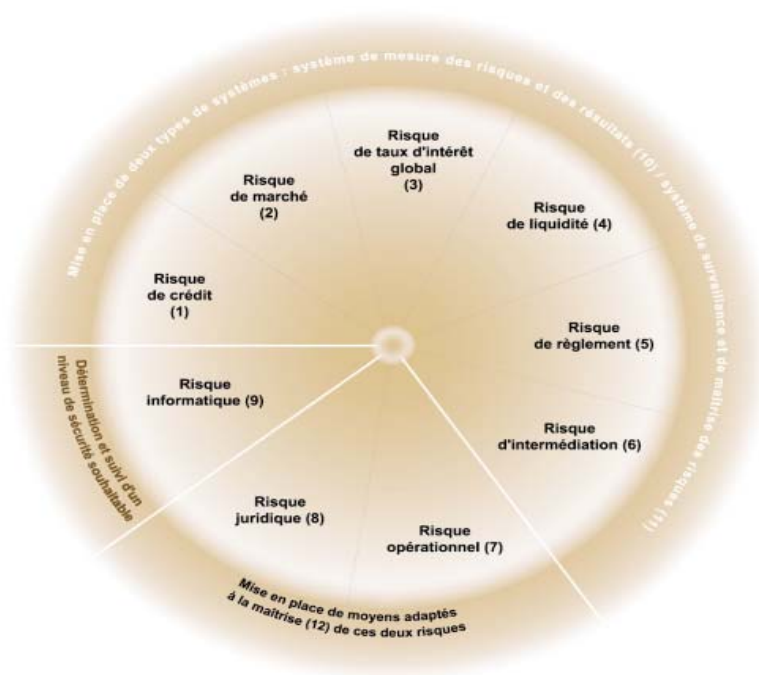 Mise en place de deux types de systèmes : système de mesure des risques et des résultats (10) / système de surveillance et de maîtrise des risques (11)
Risque
de taux d'intérêt
global
(3)
Risque
de marché
(2)
Risque
de liquidité (4)
Risque
de crédit
(1)
Risque
de règlement (5)
Risque
informatique (9)
Risque
d'intermédiation (6)
Détermination et suivi d'un
niveau de sécurité souhaitable
Risque
juridique (8)
Risque
opérationnel (7)
Mise en place de moyens adaptés
à la maîtrise (12) de ces deux risques